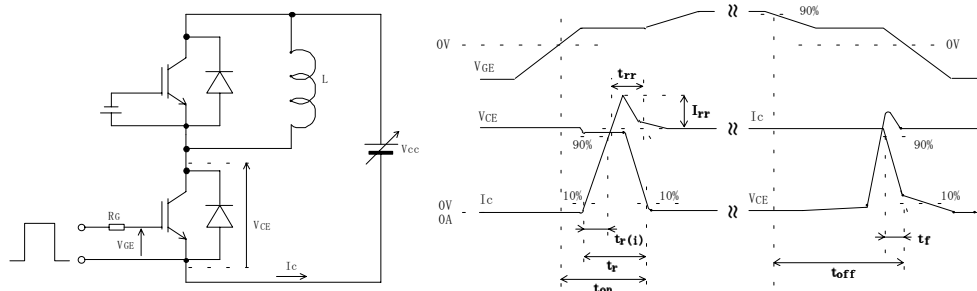 L
Vcc
RG
VGE
VCE
Ic
0V
90%
0V
VGE
trr
Irr
VCE
Ic
90%
90%
10%
10%
10%
0V
0A
Ic
VCE
tr(i)
tr
ton
tf
toff